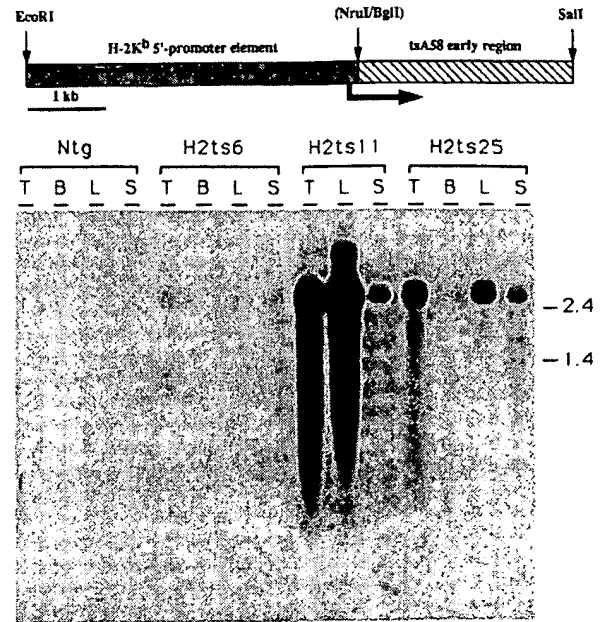 EcoRI (NruI/BglI) SalI
H-2Kb 5'-promoter element tsA58 early region
1 kb
Ntg H2ts6 H2ts11 H2ts25
T B L S T B L S T L S T B L S
2.4
1.4